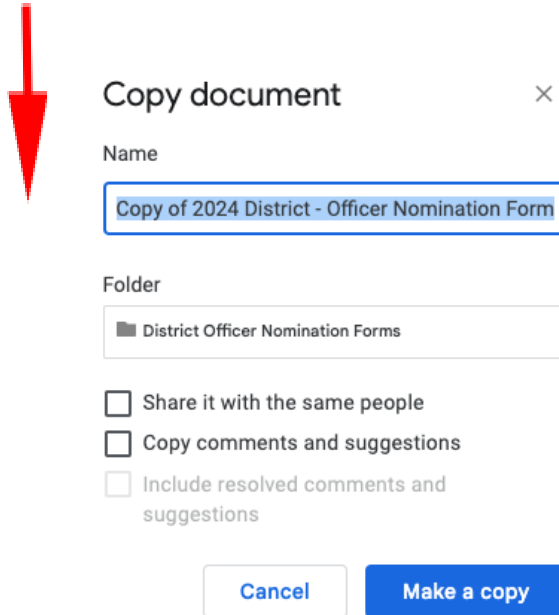 Copy document
Name
Copy of 2024 District - Officer Nomination Form
Folder
District Officer Nomination Forms
Share it with the same people
Copy comments and suggestions
Include resolved comments and
suggestions
Cancel
Make a copy